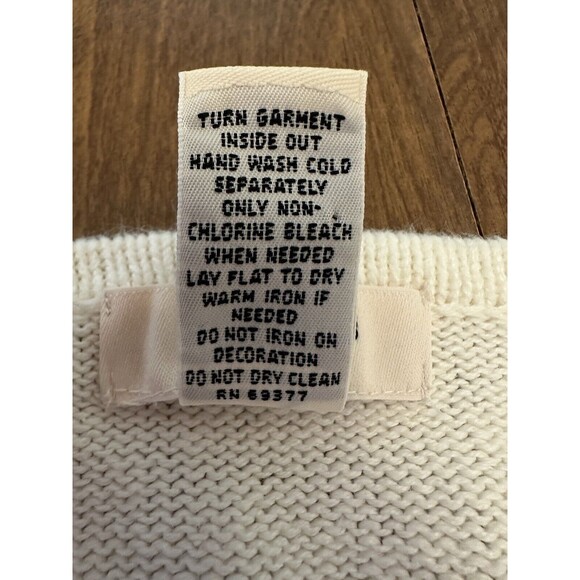 TURN GARMENT
INSIDE OUT
HAND WASH COLD
SEPARATELY
ONLY NON-
CHLORINE BLEACH
WHEN NEEDED
LAY FLAT TO DRY
WARM IRON IF
NEEDED
DO NOT IRON ON
DECORATION
DO NOT DRY CLEAN
RN 69377